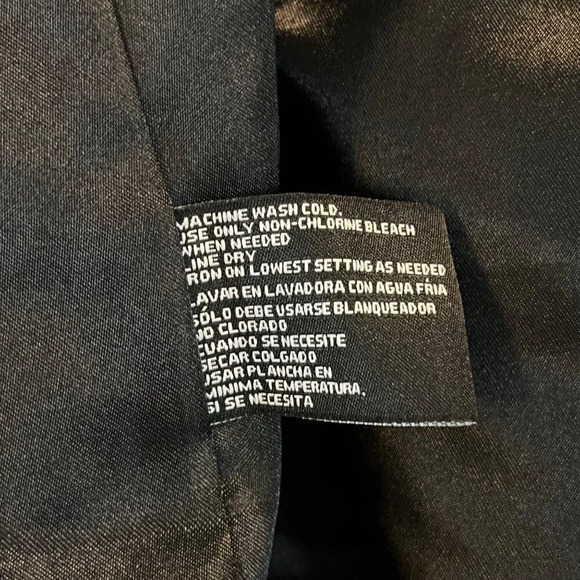 MACHINE WASH COLD.
USE ONLY NON-CHLORINE BLEACH
WHEN NEEDED
LINE DRY
IRON ON LOWEST SETTING AS NEEDED
LAVAR EN LAVADORA CON AGUA FRIA
SÓLO DEBE USARSE BLANQUEADOR
NO CLORADO
CUANDO SE NECESITE
SECAR COLGADO
USAR PLANCHA EN
MINIMA TEMPERATURA.
SI SE NECESITA